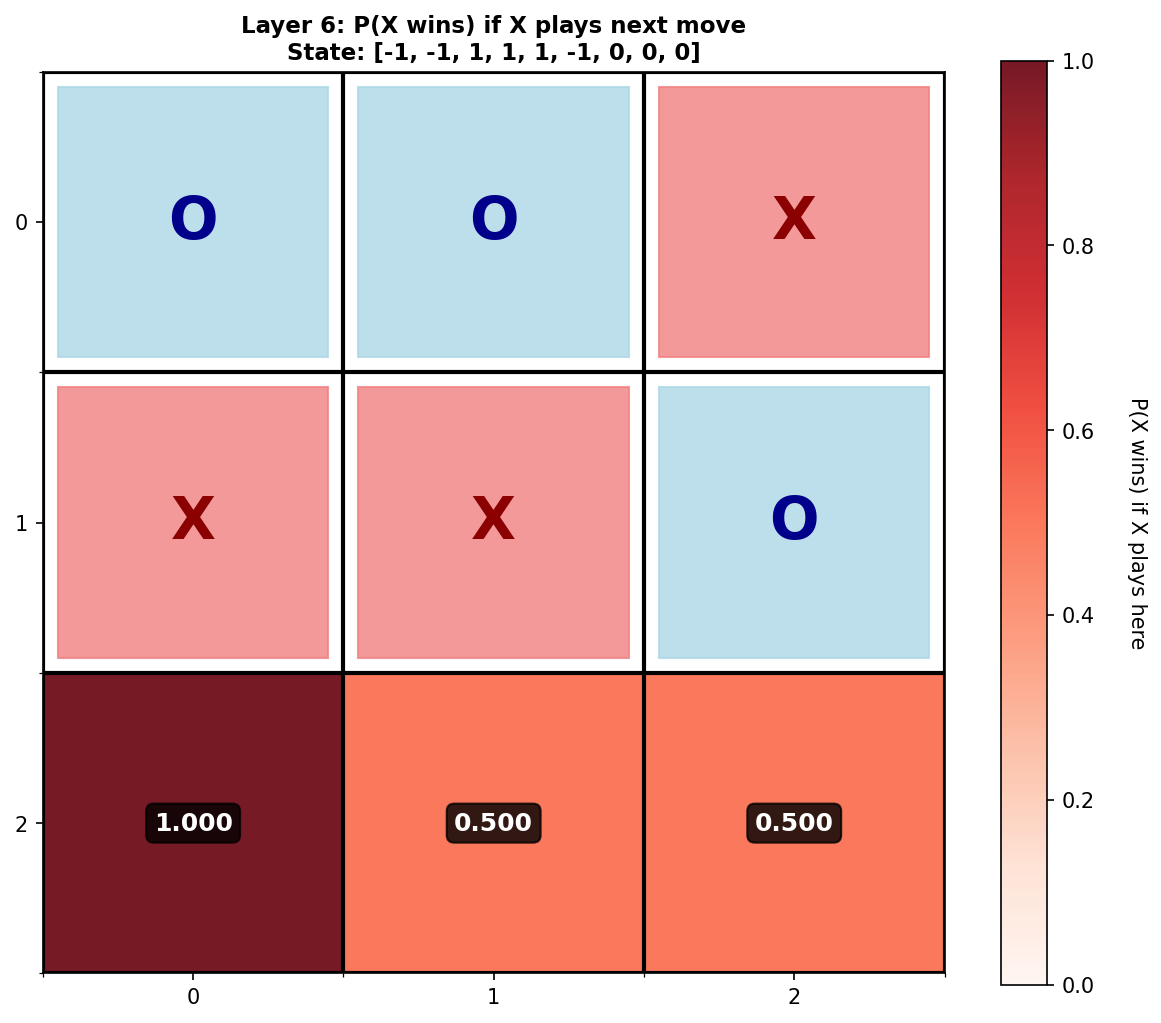 Layer 6: P(X wins) if X plays next move
State: [-1, -1, 1, 1, 1, -1, 0, 0, 0]
0
O
O
X
1
X
X
O
2
1.000
0.500
0.500
0
1
2
1.0
0.8
0.6
0.4
0.2
0.0
P(X wins) if X plays here